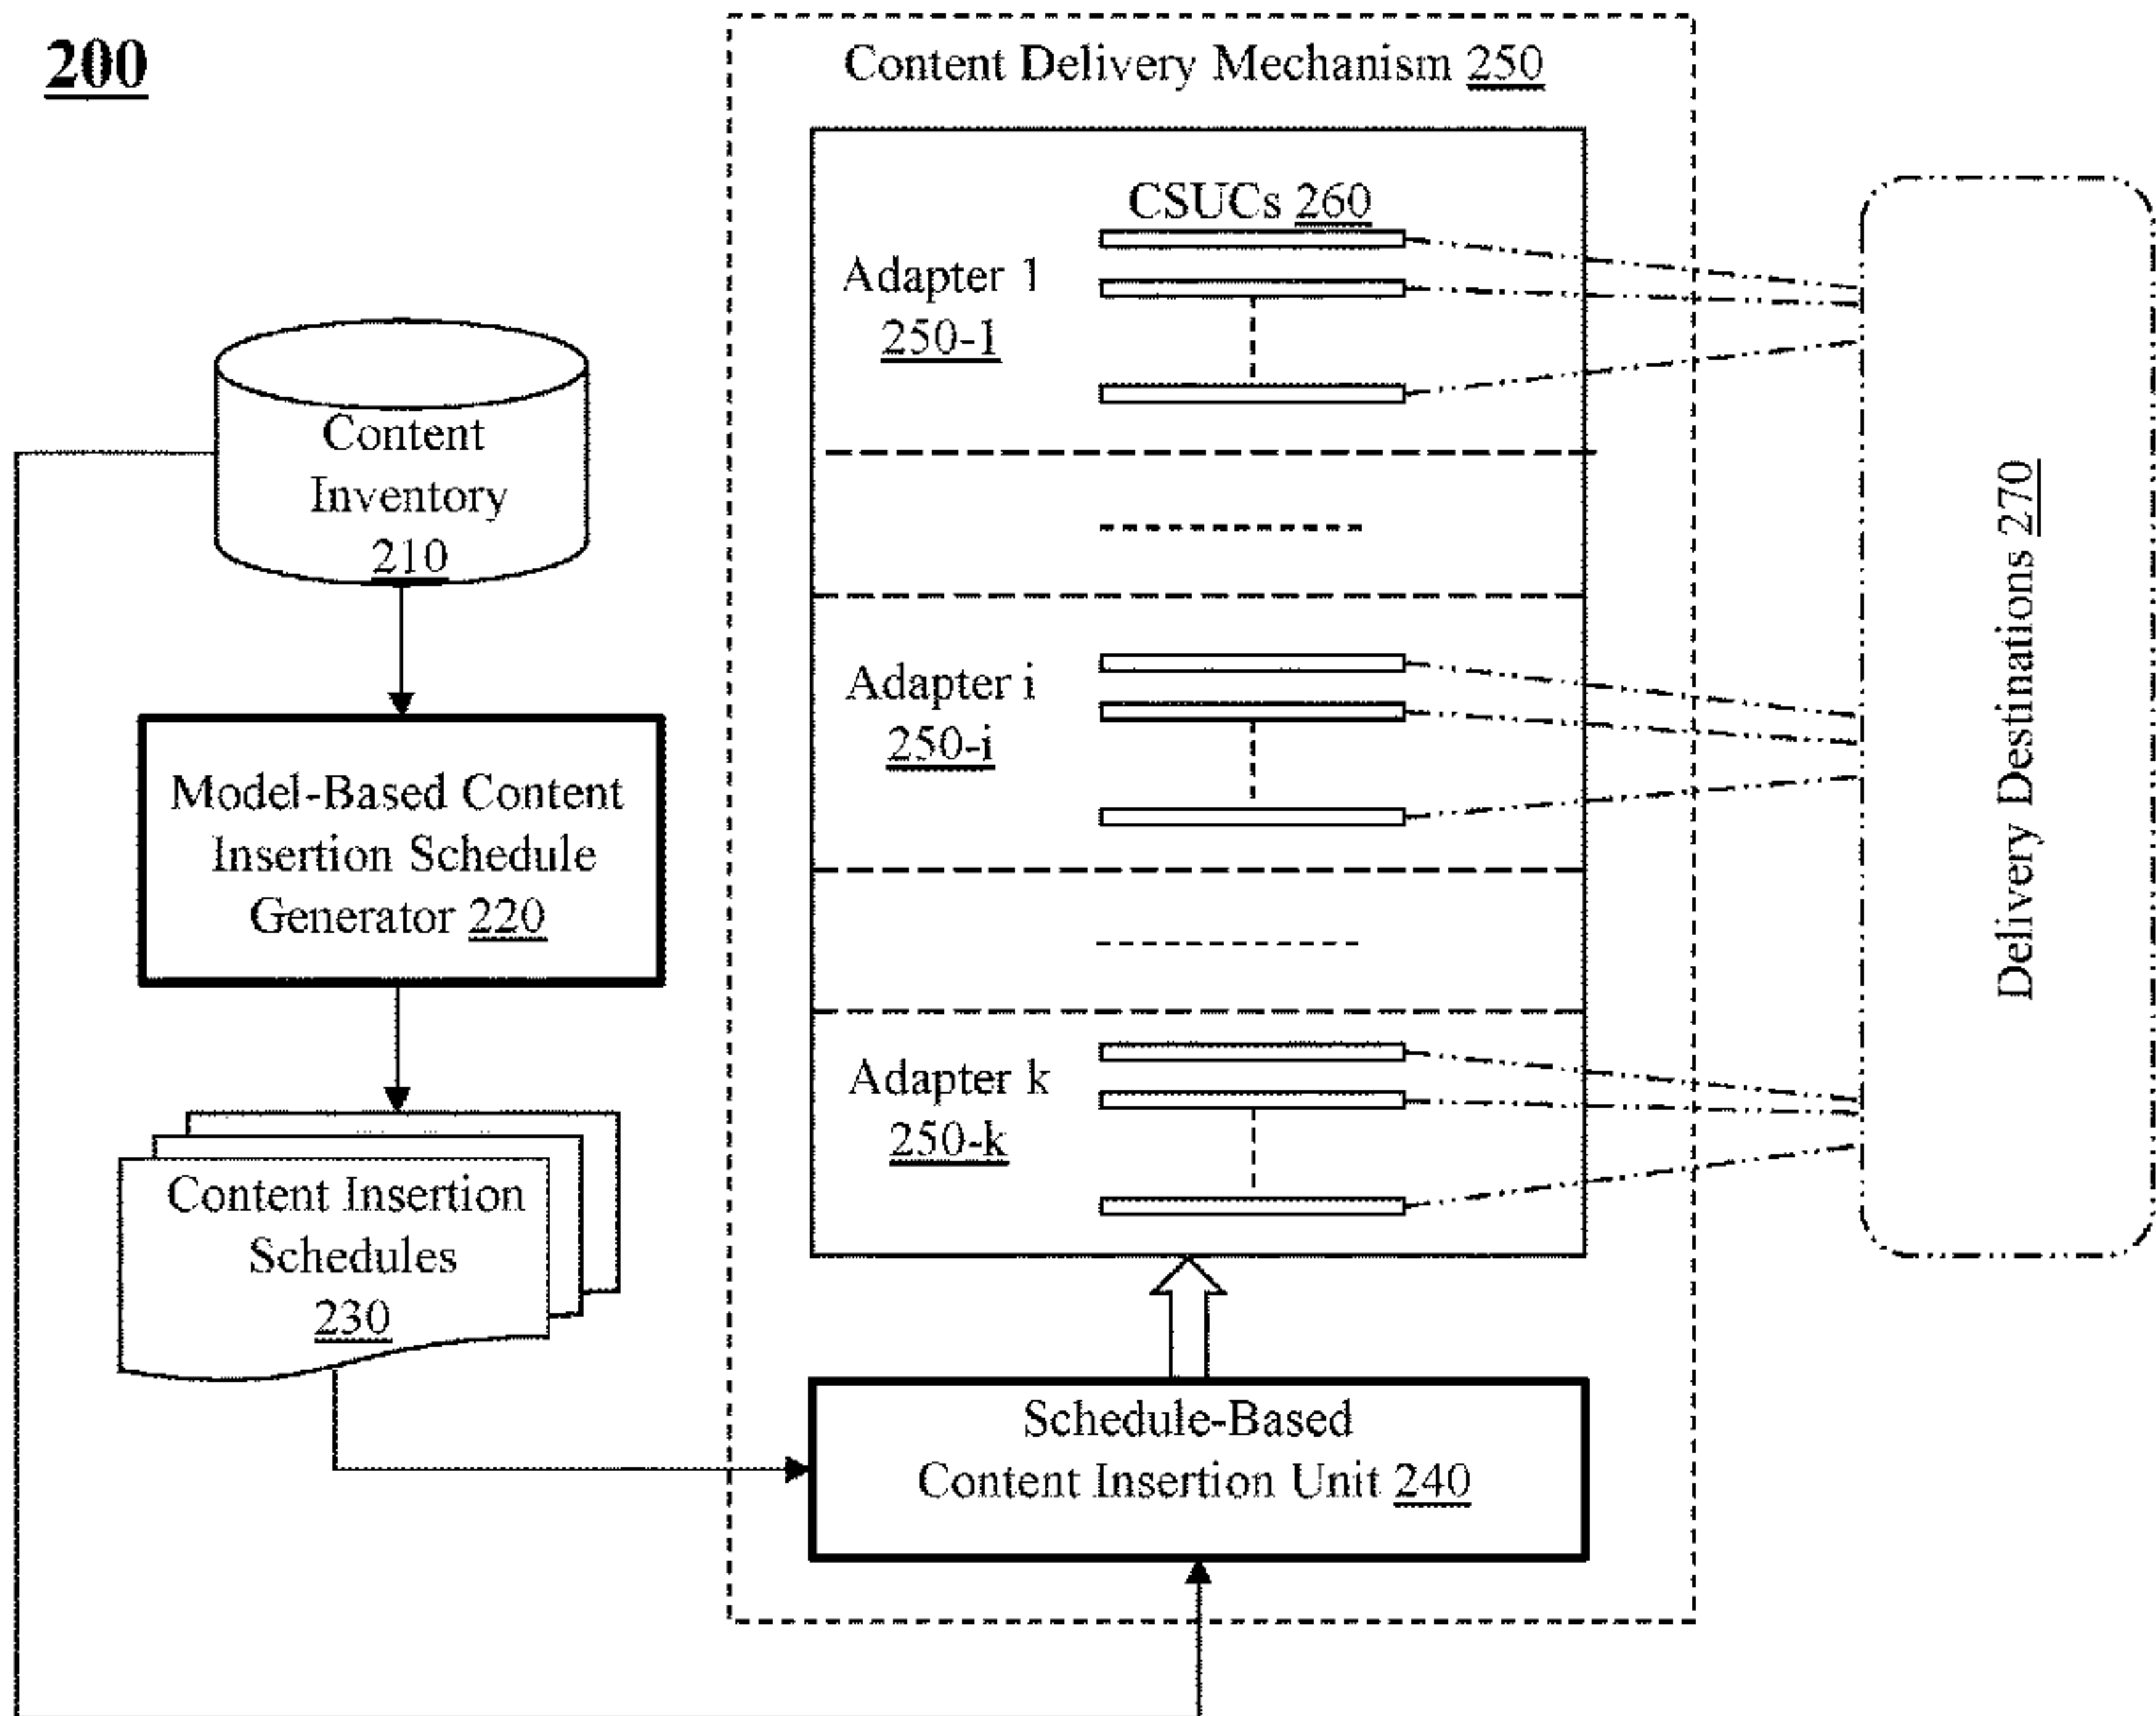 200
Content Delivery Mechanism 250
CSUCs 260
Adapter 1
250-1
Content
Inventory
210
Adapter i
250-i
Model-Based Content
Insertion Schedule
Generator 220
Adapter k
250-k
Content Insertion
Schedules
230
Schedule-Based
Content Insertion Unit 240
Delivery Destinations 270